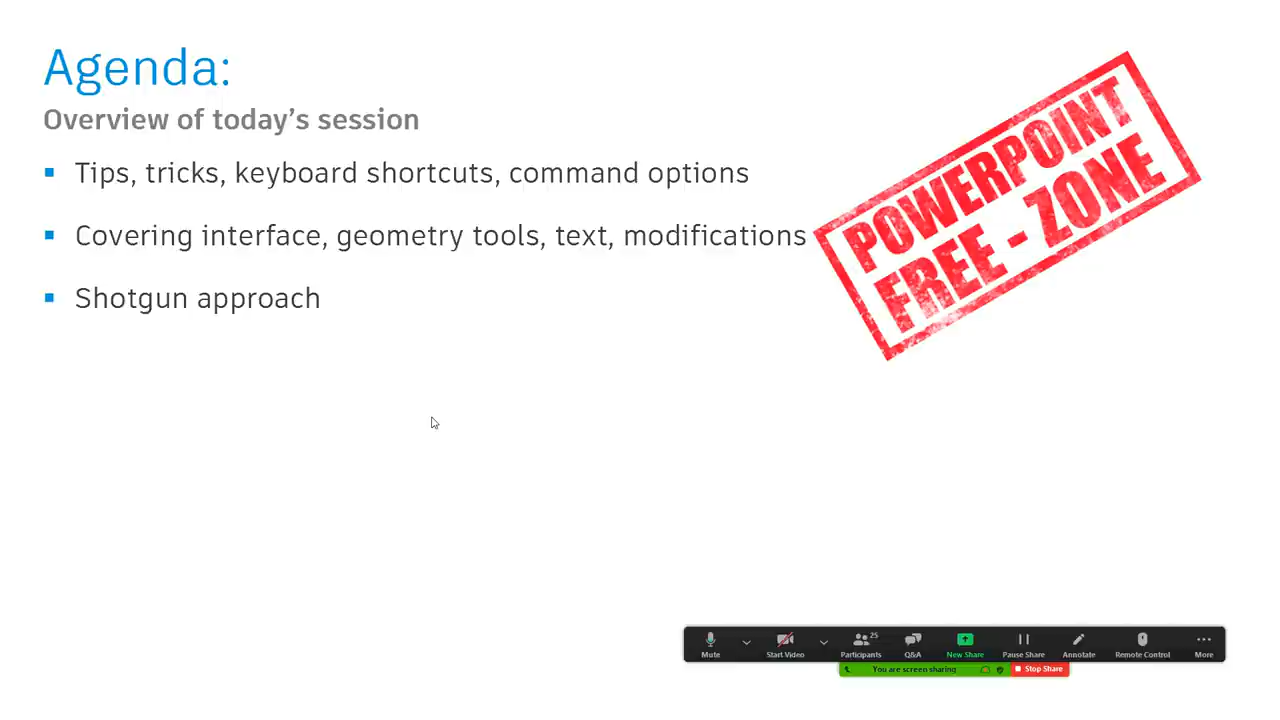 Agenda:
Overview of today's session
Tips, tricks, keyboard shortcuts, command options
Covering interface, geometry tools, text, modifications
Shotgun approach
POWERPOINT
FREE - ZONE
Mute
Start Video
25
Participants
Q&A
New Share
Pause Share
Annotate
Remote Control
More
You are screen sharing
Stop Share